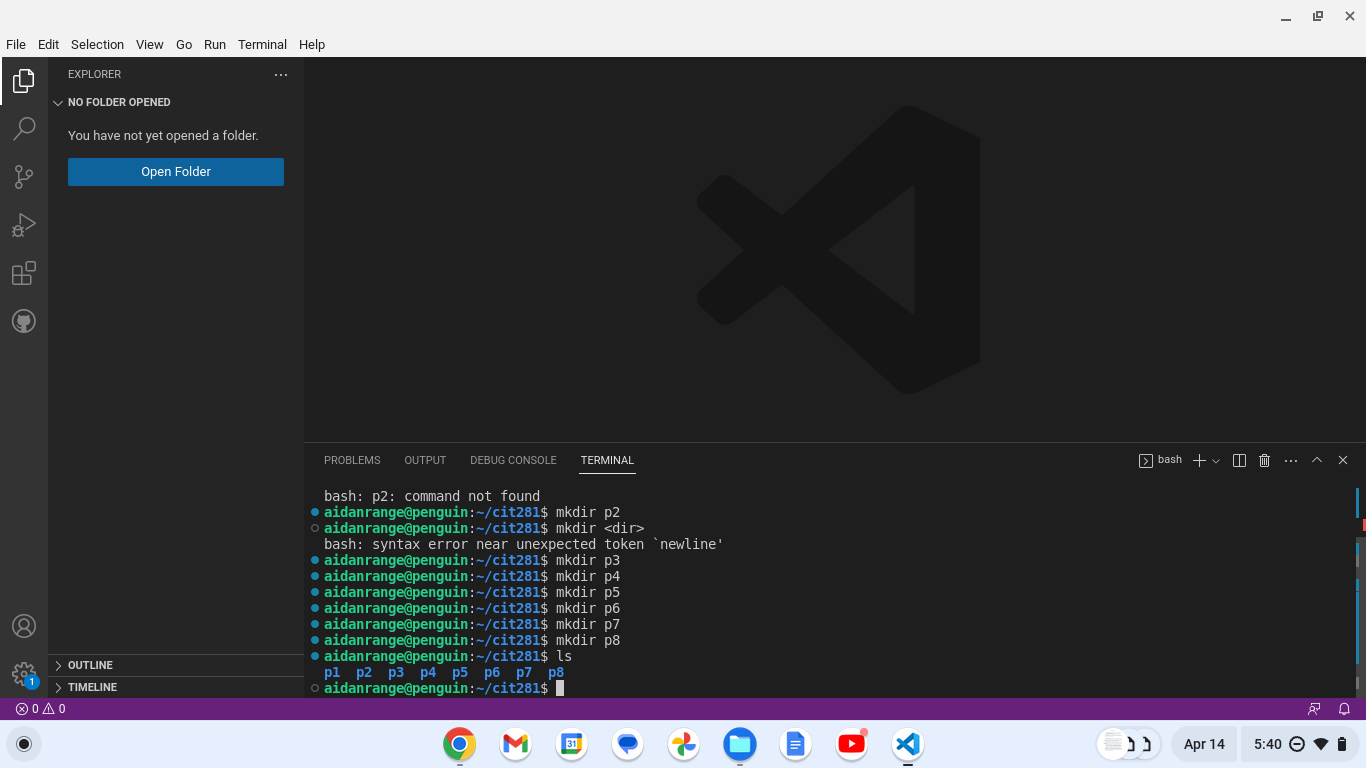 File Edit Selection View Go Run Terminal Help
EXPLORER
NO FOLDER OPENED
You have not yet opened a folder.
Open Folder
OUTLINE
TIMELINE
PROBLEMS OUTPUT DEBUG CONSOLE TERMINAL
bash
bash: p2: command not found
aidanrange@penguin:~/cit281$ mkdir p2
aidanrange@penguin:~/cit281$ mkdir <dir>
bash: syntax error near unexpected token `newline'
aidanrange@penguin:~/cit281$ mkdir p3
aidanrange@penguin:~/cit281$ mkdir p4
aidanrange@penguin:~/cit281$ mkdir p5
aidanrange@penguin:~/cit281$ mkdir p6
aidanrange@penguin:~/cit281$ mkdir p7
aidanrange@penguin:~/cit281$ mkdir p8
aidanrange@penguin:~/cit281$ ls
p1 p2 p3 p4 p5 p6 p7 p8
aidanrange@penguin:~/cit281$
1
0 0
31
Apr 14
5:40